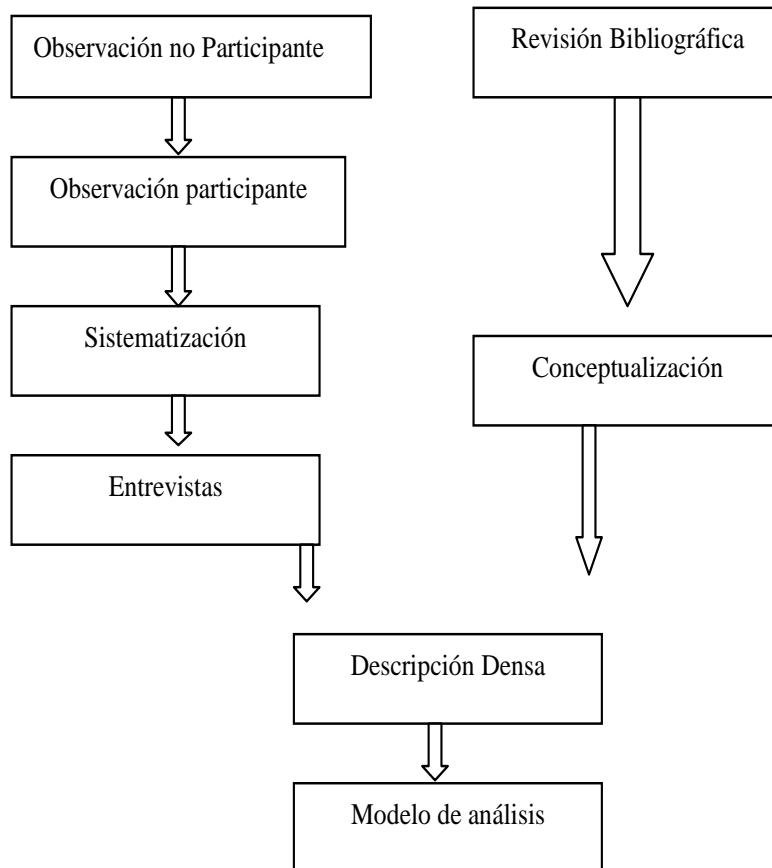 Observación no Participante
Revisión Bibliográfica
Observación participante
Sistematización
Conceptualización
Entrevistas
Descripción Densa
Modelo de análisis